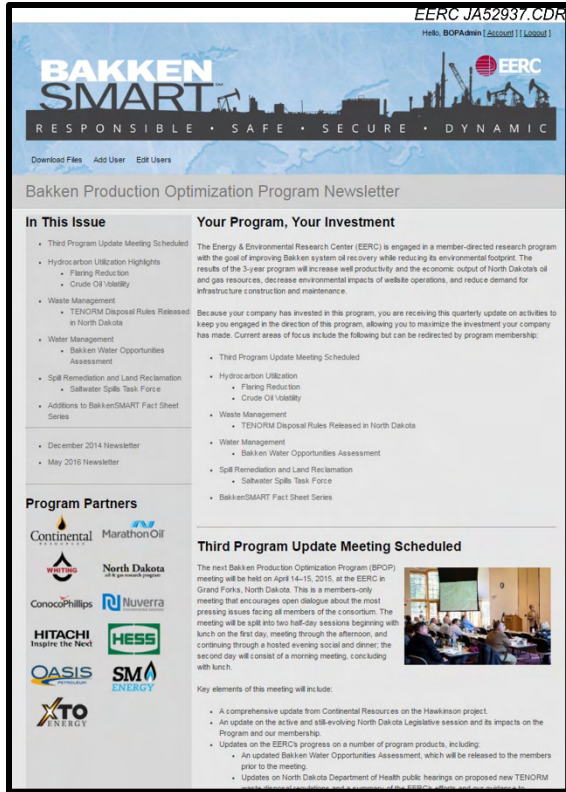 EERC JA52937.CDR
Hello, BOPAdmin [ Account ] [ Logout ]
BAKKEN
SMART
EERC
RESPONSIBLE • SAFE • SECURE • DYNAMIC
Download Files Add User Edit Users
Bakken Production Optimization Program Newsletter
In This Issue
• Third Program Update Meeting Scheduled
• Hydrocarbon Utilization Highlights
• Flaring Reduction
• Crude Oil Volatility
• Waste Management
• TENORM Disposal Rules Released
in North Dakota
• Water Management
• Bakken Water Opportunities
Assessment
• Spill Remediation and Land Reclamation
• Saltwater Spills Task Force
• Additions to BakkenSMART Fact Sheet
Series
• December 2014 Newsletter
• May 2016 Newsletter
Program Partners
Continental
RESOURCES
MarathonOil
WHITING
North Dakota
oil & gas research program
ConocoPhillips
Nuverra
HITACHI
Inspire the Next
HESS
OASIS
PETROLEUM
SM
ENERGY
XTO
ENERGY
Your Program, Your Investment
The Energy & Environmental Research Center (EERC) is engaged in a member-directed research program
with the goal of improving Bakken system oil recovery while reducing its environmental footprint. The
results of the 3-year program will increase well productivity and the economic output of North Dakota's oil
and gas resources, decrease environmental impacts of wellsite operations, and reduce demand for
infrastructure construction and maintenance.
Because your company has invested in this program, you are receiving this quarterly update on activities to
keep you engaged in the direction of this program, allowing you to maximize the investment your company
has made. Current areas of focus include the following but can be redirected by program membership:
• Third Program Update Meeting Scheduled
• Hydrocarbon Utilization
• Flaring Reduction
• Crude Oil Volatility
• Waste Management
• TENORM Disposal Rules Released in North Dakota
• Water Management
• Bakken Water Opportunities Assessment
• Spill Remediation and Land Reclamation
• Saltwater Spills Task Force
• BakkenSMART Fact Sheet Series
Third Program Update Meeting Scheduled
The next Bakken Production Optimization Program (BPOP)
meeting will be held on April 14–15, 2015, at the EERC in
Grand Forks, North Dakota. This is a members-only
meeting that encourages open dialogue about the most
pressing issues facing all members of the consortium. The
meeting will be split into two half-day sessions beginning with
lunch on the first day, meeting through the afternoon, and
continuing through a hosted evening social and dinner; the
second day will consist of a morning meeting, concluding
with lunch.
Key elements of this meeting will include:
• A comprehensive update from Continental Resources on the Hawkinson project.
• An update on the active and still-evolving North Dakota Legislative session and its impacts on the
Program and our membership.
• Updates on the EERC's progress on a number of program products, including:
• An updated Bakken Water Opportunities Assessment, which will be released to the members
prior to the meeting.
• Updates on North Dakota Department of Health public hearings on proposed new TENORM
waste disposal regulations and a summary of the EERC's efforts and our guidance to